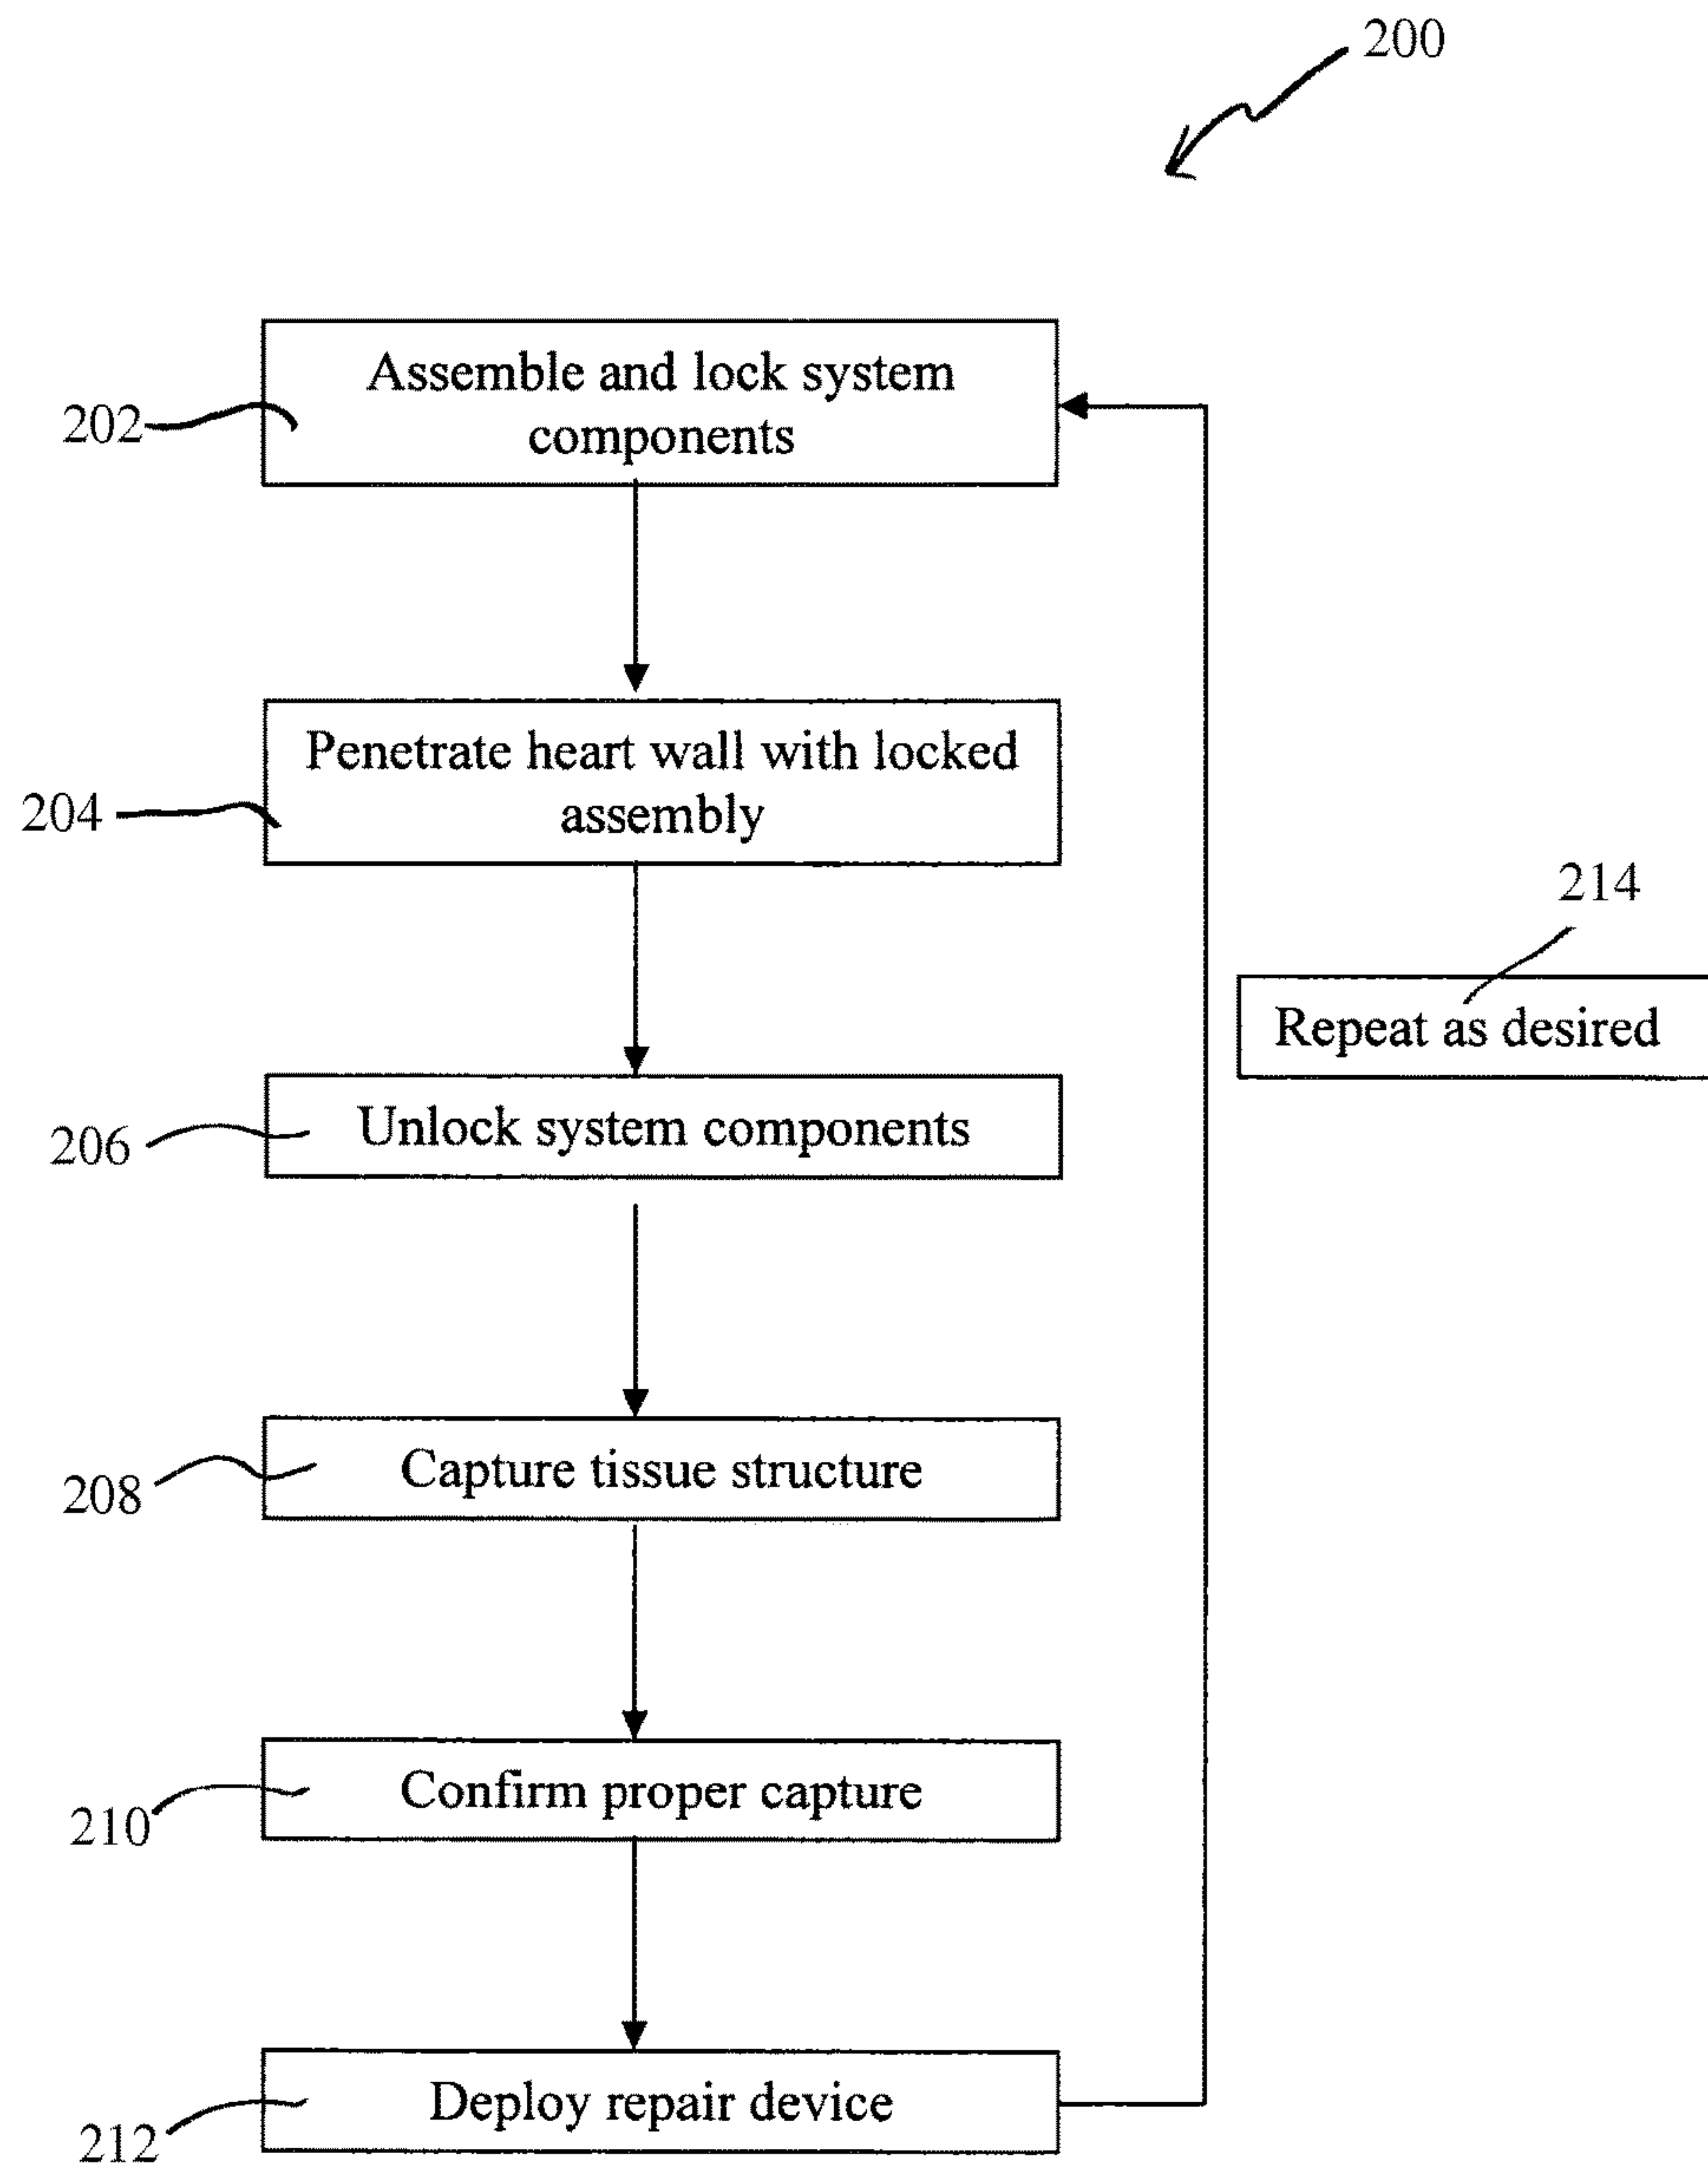 200
Assemble and lock system
components
202
Penetrate heart wall with locked
assembly
204
214
Repeat as desired
Unlock system components
206
Capture tissue structure
208
Confirm proper capture
210
Deploy repair device
212